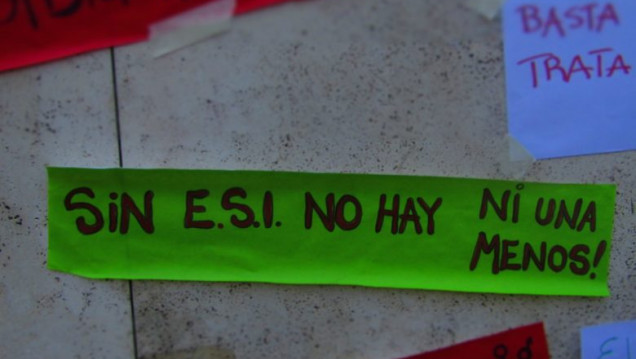 BASTA
TRATA
SiN E.S.I. NO HAY Ni UNA
MENOS!